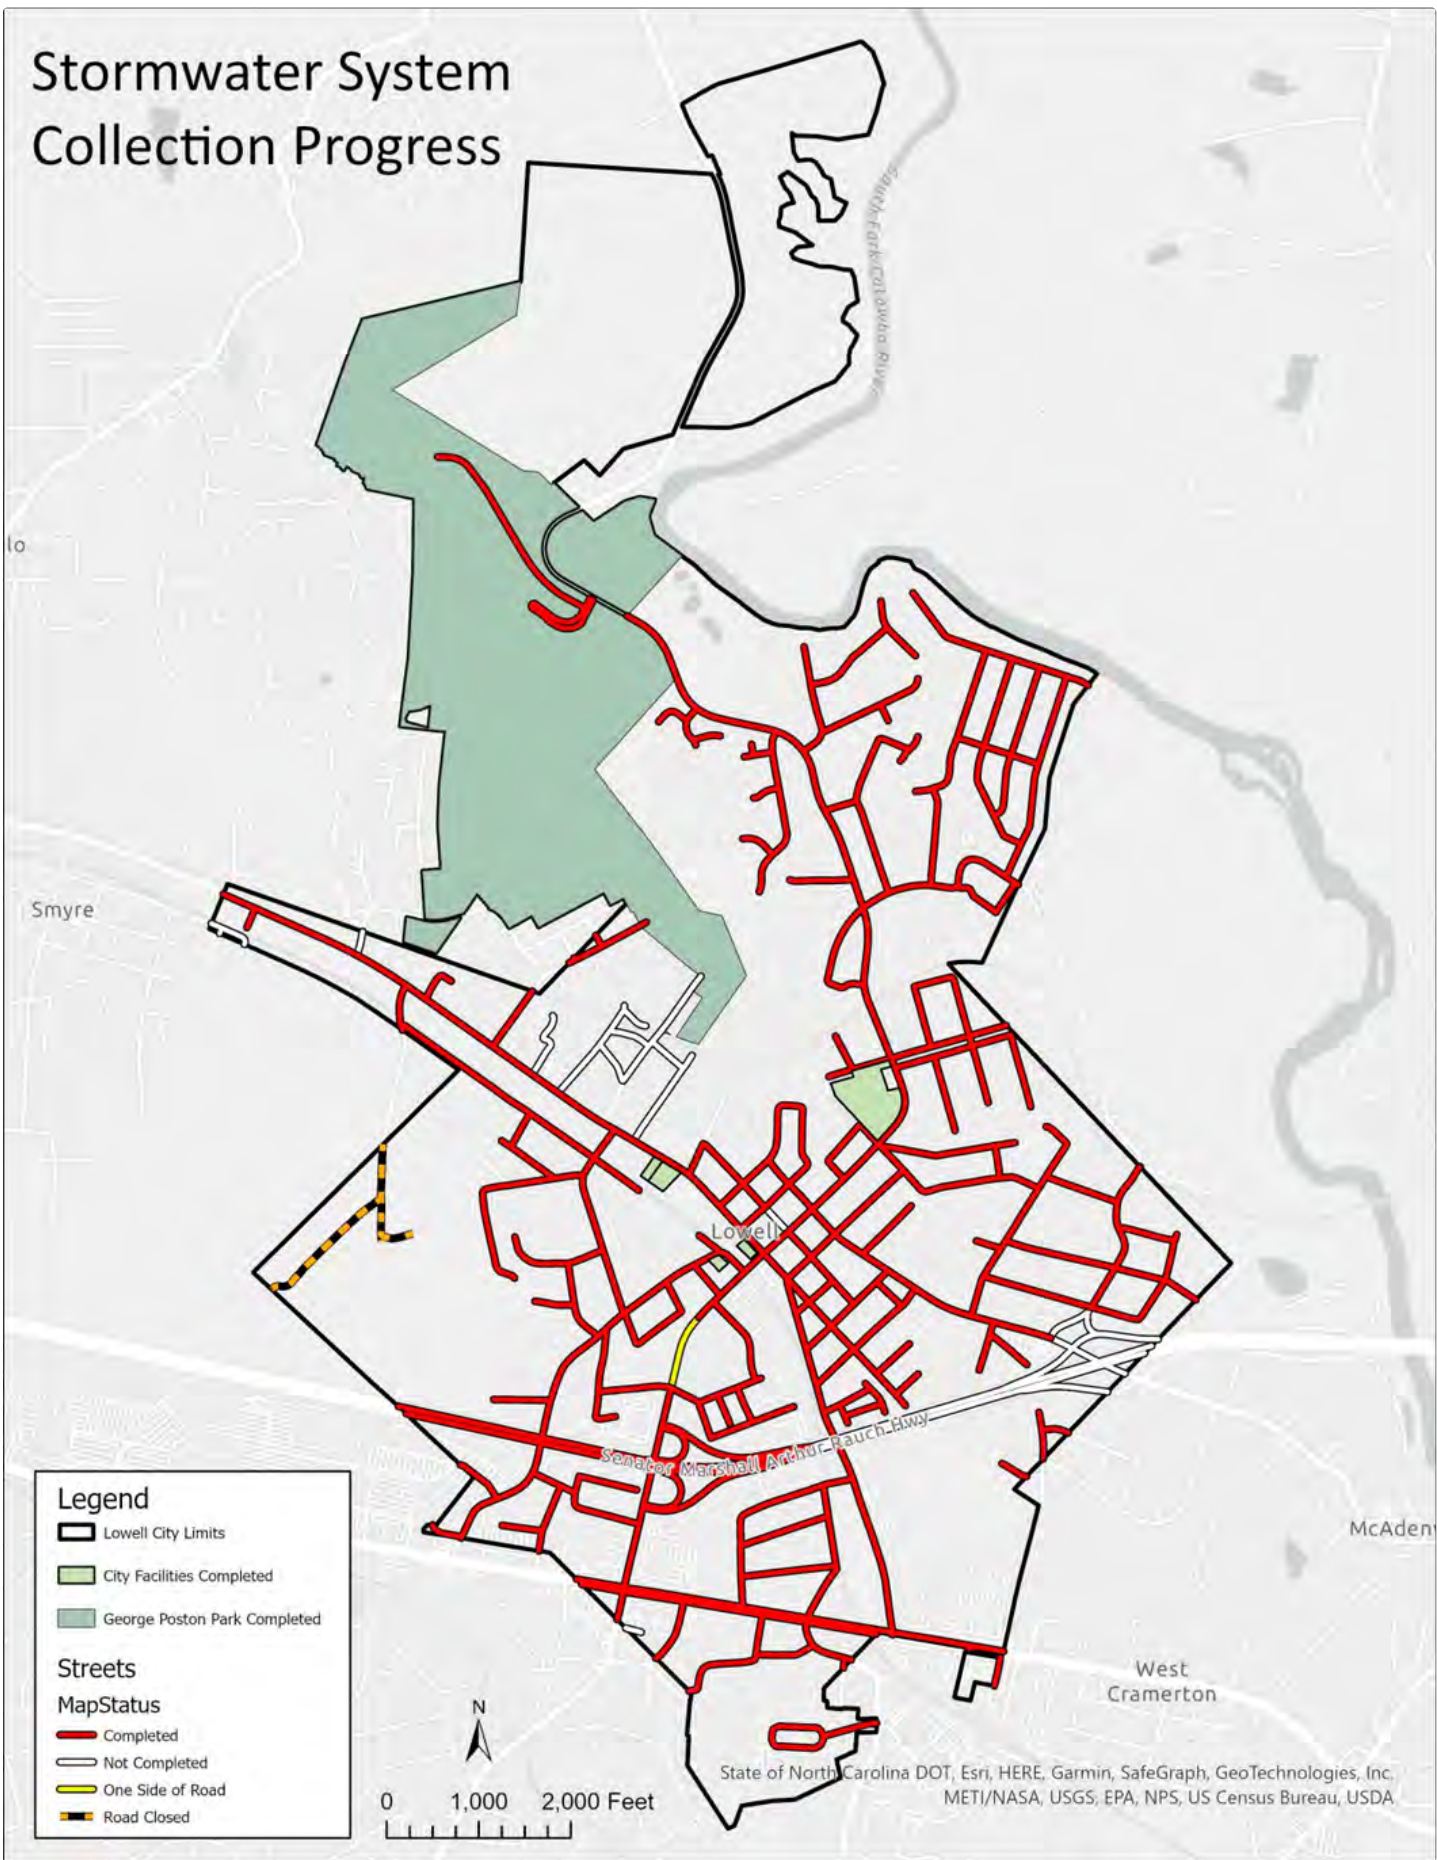 Stormwater System
Collection Progress
South Fork Catawba River
lo
Smyre
Lowell
Senator Marshall Arthur Rauch Hwy
McAden
West
Cramerton
Legend
Lowell City Limits
City Facilities Completed
George Poston Park Completed
Streets
MapStatus
Completed
Not Completed
One Side of Road
Road Closed
N
0 1,000 2,000 Feet
State of North Carolina DOT, Esri, HERE, Garmin, SafeGraph, GeoTechnologies, Inc,
METI/NASA, USGS, EPA, NPS, US Census Bureau, USDA